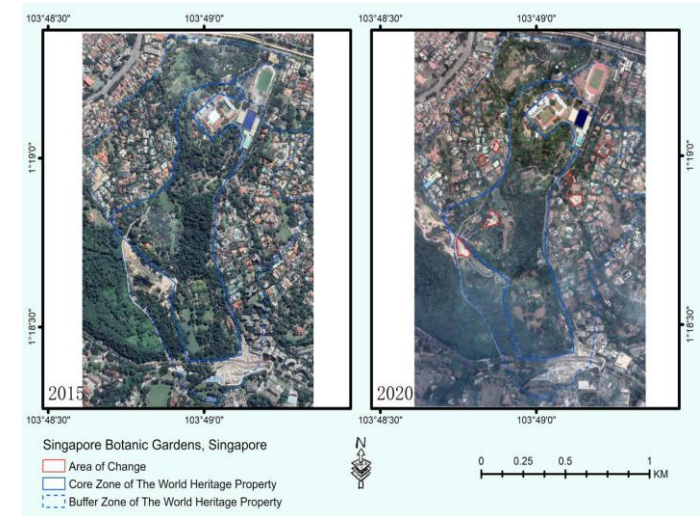 103°48'30" 103°49'0" 103°48'30" 103°49'0"
1°19'0" 1°19'0"
1°18'30" 1°18'30"
2015 2020
103°48'30" 103°49'0" 103°48'30" 103°49'0"
Singapore Botanic Gardens, Singapore
Area of Change
Core Zone of The World Heritage Property
Buffer Zone of The World Heritage Property
N
0 0.25 0.5 1
KM